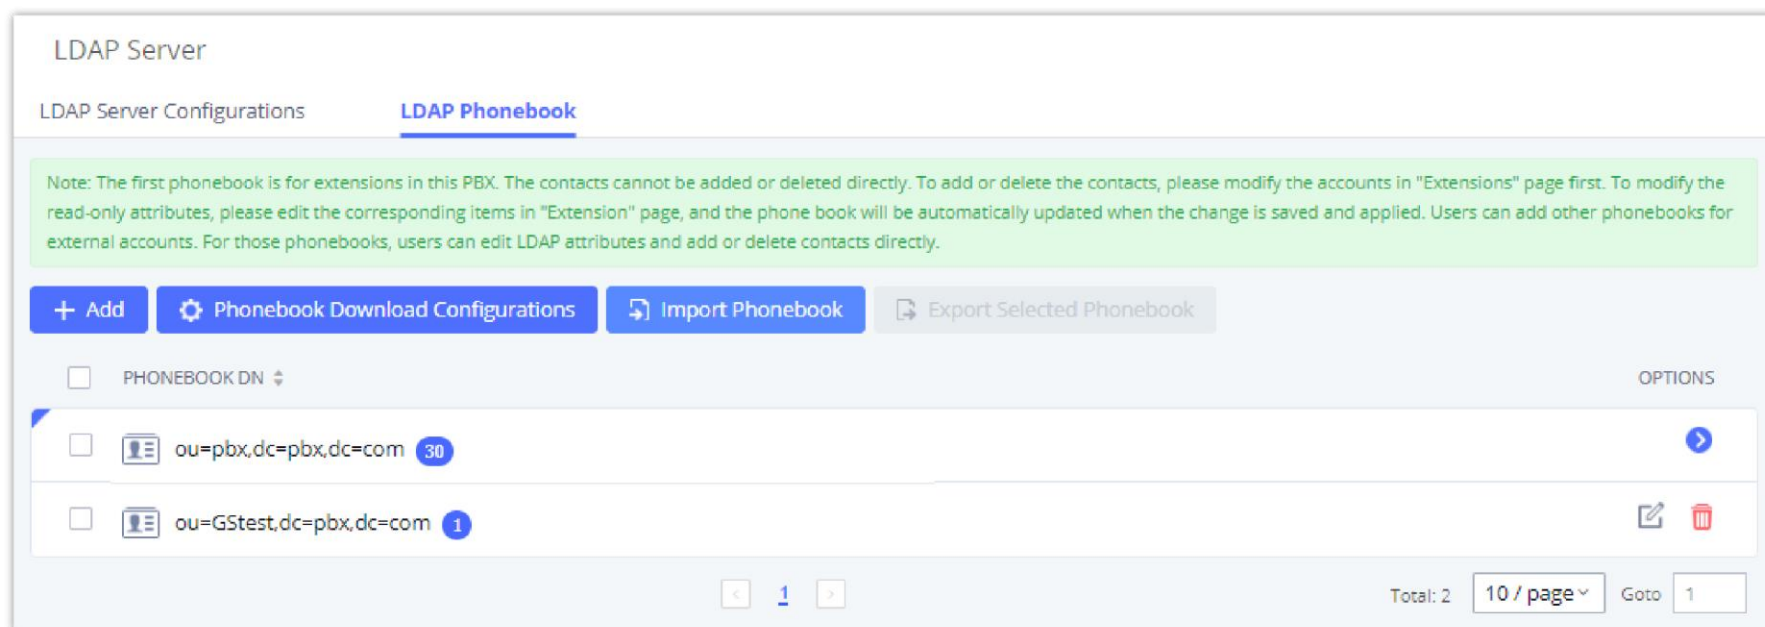 LDAP Server
LDAP Server Configurations LDAP Phonebook
Note: The first phonebook is for extensions in this PBX. The contacts cannot be added or deleted directly. To add or delete the contacts, please modify the accounts in "Extensions" page first. To modify the
read-only attributes, please edit the corresponding items in "Extension" page, and the phone book will be automatically updated when the change is saved and applied. Users can add other phonebooks for
external accounts. For those phonebooks, users can edit LDAP attributes and add or delete contacts directly.
+ Add Phonebook Download Configurations Import Phonebook Export Selected Phonebook
PHONEBOOK DN OPTIONS
ou=pbx,dc=pbx,dc=com 30
ou=GStest,dc=pbx,dc=com 1
< 1 > Total: 2 10 / page Goto 1